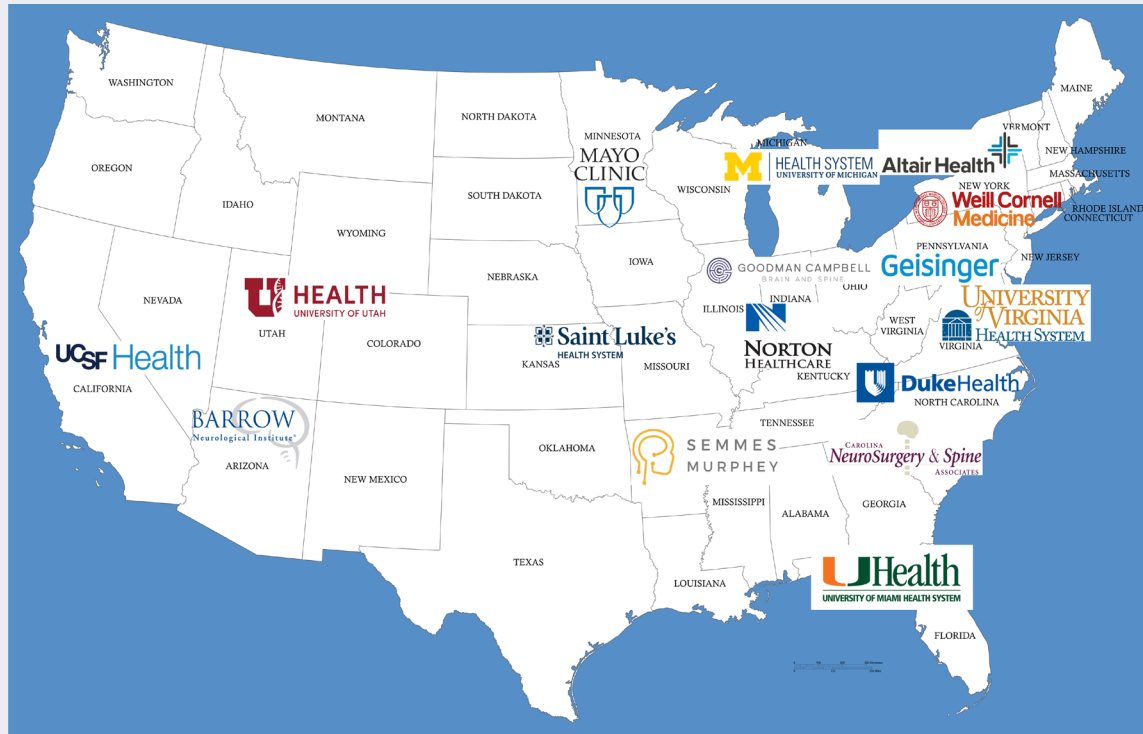 WASHINGTON
MAINE
MONTANA
NORTH DAKOTA
VERMONT
MINNESOTA
MICHIGAN
NEW HAMPSHIRE
MAYO
CLINIC
M HEALTH SYSTEM
UNIVERSITY OF MICHIGAN
Altair Health
OREGON
MASSACHUSETTS
SOUTH DAKOTA
WISCONSIN
NEW YORK
IDAHO
Weill Cornell
Medicine
RHODE ISLAND
CONNECTICUT
WYOMING
PENNSYLVANIA
NEW JERSEY
IOWA
GOODMAN CAMPBELL
BRAIN AND SPINE
Geisinger
NEBRASKA
OHIO
NEVADA
U HEALTH
UNIVERSITY OF UTAH
INDIANA
ILLINOIS
UNIVERSITY
of VIRGINIA
HEALTH SYSTEM
WEST
VIRGINIA
VIRGINIA
UTAH
COLORADO
Saint Luke's
HEALTH SYSTEM
KANSAS
MISSOURI
NORTON
HEALTHCARE
KENTUCKY
UCSF Health
CALIFORNIA
DukeHealth
NORTH CAROLINA
BARROW
Neurological Institute®
ARIZONA
TENNESSEE
OKLAHOMA
SEMMES
MURPHEY
CAROLINA
NEUROSURGERY & SPINE
ASSOCIATES
NEW MEXICO
MISSISSIPPI
ALABAMA
GEORGIA
TEXAS
LOUISIANA
UHealth
UNIVERSITY OF MIAMI HEALTH SYSTEM
FLORIDA